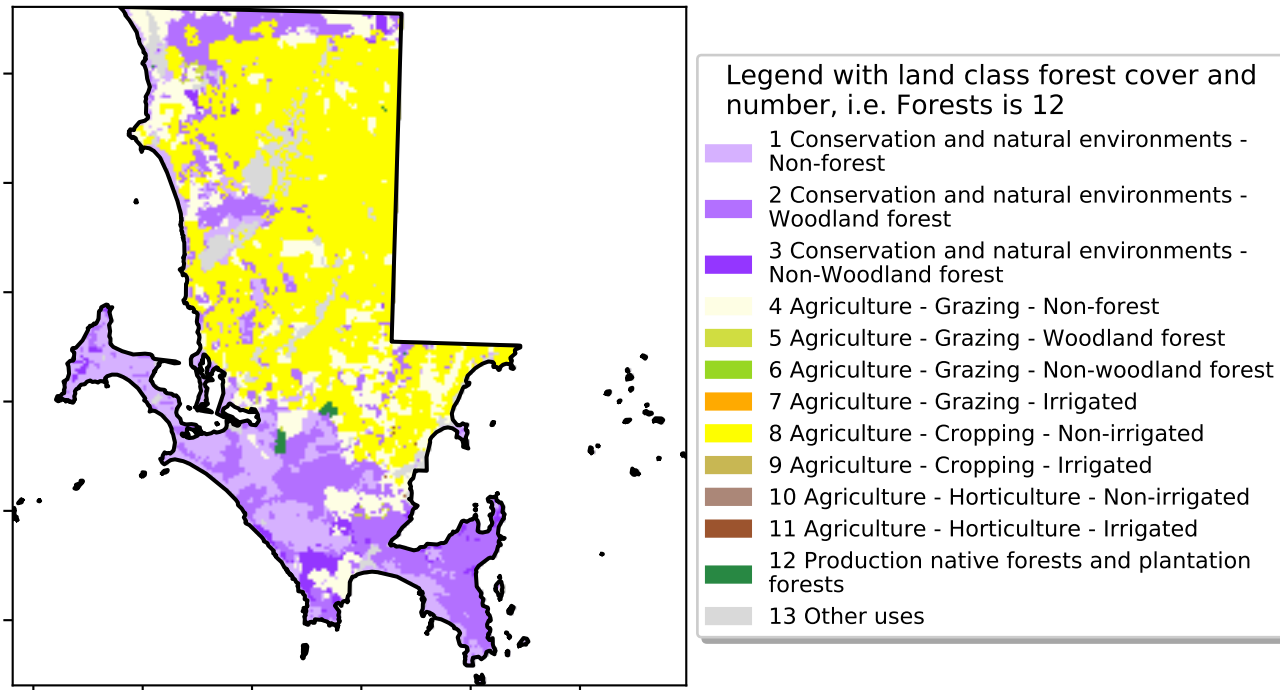 Legend with land class forest cover and
number, i.e. Forests is 12
1 Conservation and natural environments -
Non-forest
2 Conservation and natural environments -
Woodland forest
3 Conservation and natural environments -
Non-Woodland forest
4 Agriculture - Grazing - Non-forest
5 Agriculture - Grazing - Woodland forest
6 Agriculture - Grazing - Non-woodland forest
7 Agriculture - Grazing - Irrigated
8 Agriculture - Cropping - Non-irrigated
9 Agriculture - Cropping - Irrigated
10 Agriculture - Horticulture - Non-irrigated
11 Agriculture - Horticulture - Irrigated
12 Production native forests and plantation
forests
13 Other uses